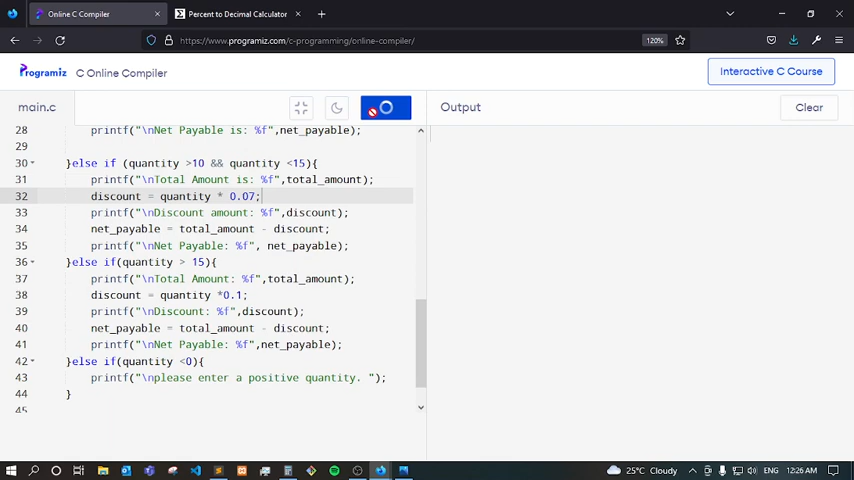 Online C Compiler
Percent to Decimal Calculator
https://www.programiz.com/c-programming/online-compiler/
120%
Programiz
C Online Compiler
Interactive C Course
main.c
Output
Clear
28 printf("\nNet Payable is: %f",net_payable);
29
30 }else if (quantity >10 && quantity <15){
31 printf("\nTotal Amount is: %f",total_amount);
32 discount = quantity * 0.07;
33 printf("\nDiscount amount: %f",discount);
34 net_payable = total_amount - discount;
35 printf("\nNet Payable: %f", net_payable);
36 }else if(quantity > 15){
37 printf("\nTotal Amount: %f",total_amount);
38 discount = quantity *0.1;
39 printf("\nDiscount: %f",discount);
40 net_payable = total_amount - discount;
41 printf("\nNet Payable: %f",net_payable);
42 }else if(quantity <0){
43 printf("\nplease enter a positive quantity. ");
44 }
45
25°C Cloudy
ENG
12:26 AM